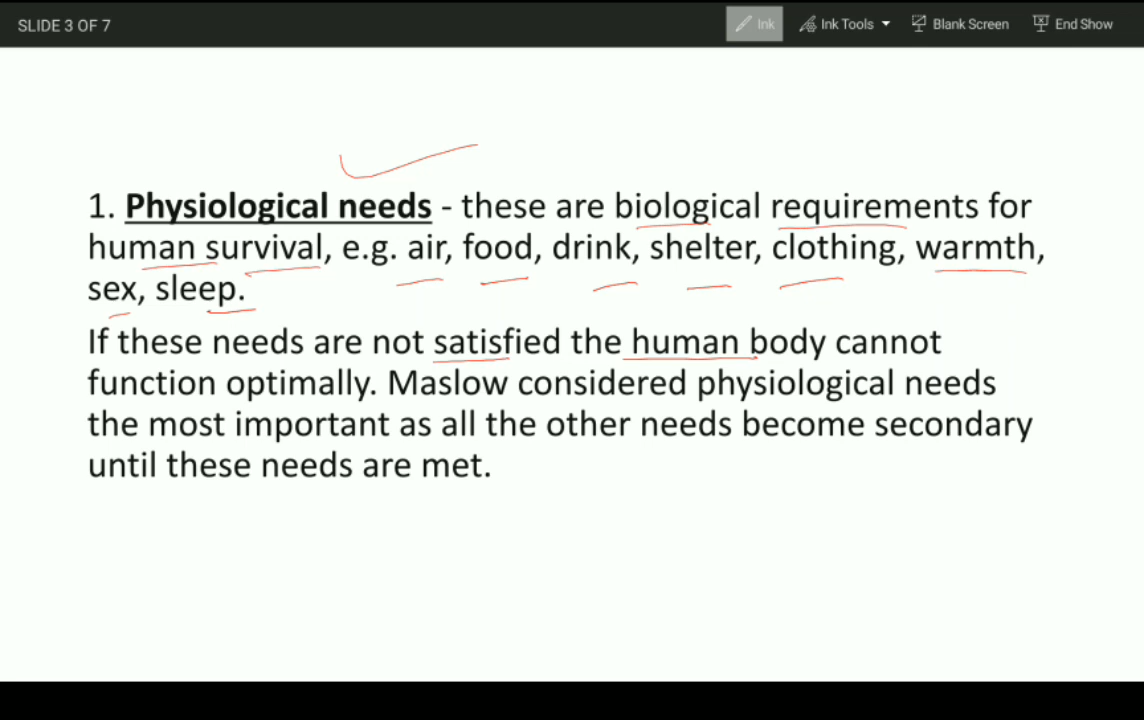 SLIDE 3 OF 7
Ink
Ink Tools
Blank Screen
End Show
1. Physiological needs - these are biological requirements for
human survival, e.g. air, food, drink, shelter, clothing, warmth,
sex, sleep.
If these needs are not satisfied the human body cannot
function optimally. Maslow considered physiological needs
the most important as all the other needs become secondary
until these needs are met.